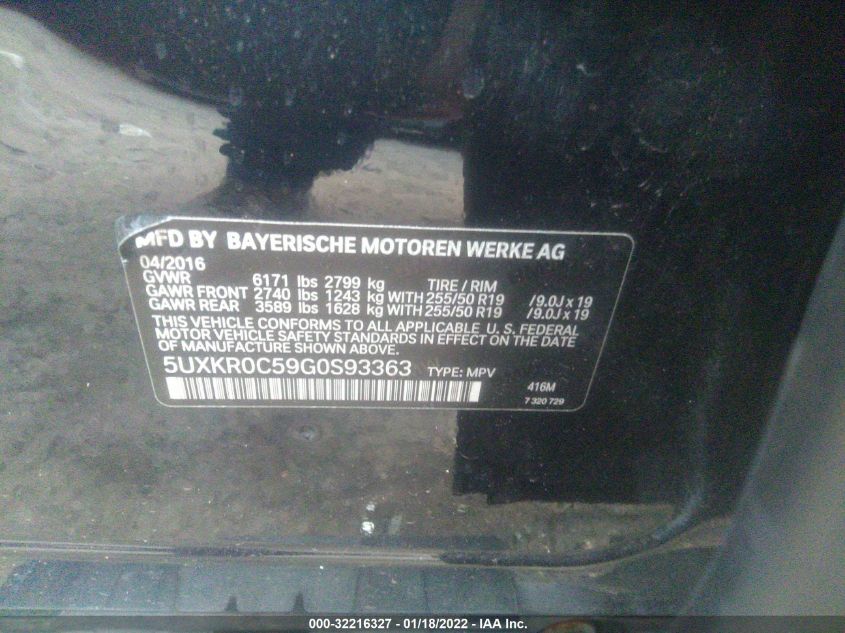 MFD BY BAYERISCHE MOTOREN WERKE AG
04/2016
GVWR 6171 lbs 2799 kg TIRE / RIM
GAWR FRONT 2740 lbs 1243 kg WITH 255/50 R19 /9.0J x 19
GAWR REAR 3589 lbs 1628 kg WITH 255/50 R19 /9.0J x 19
THIS VEHICLE CONFORMS TO ALL APPLICABLE U. S. FEDERAL
MOTOR VEHICLE SAFETY STANDARDS IN EFFECT ON THE DATE
OF MANUFACTURE SHOWN ABOVE.
5UXKR0C59G0S93363 TYPE: MPV
416M
7 320 729
000-32216327 - 01/18/2022 - IAA Inc.